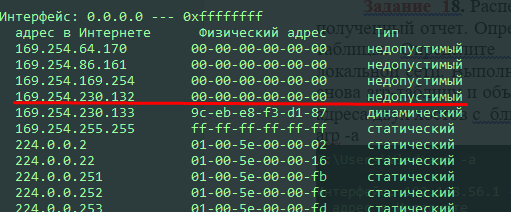 Интерфейс: 0.0.0.0 --- 0xffffffff
адрес в Интернете Физический адрес Тип
169.254.64.170 00-00-00-00-00-00 недопустимый
169.254.86.161 00-00-00-00-00-00 недопустимый
169.254.169.254 00-00-00-00-00-00 недопустимый
169.254.230.132 00-00-00-00-00-00 недопустимый
169.254.230.133 9c-eb-e8-f3-d1-87 динамический
169.254.255.255 ff-ff-ff-ff-ff-ff статический
224.0.0.2 01-00-5e-00-00-02 статический
224.0.0.22 01-00-5e-00-00-16 статический
224.0.0.251 01-00-5e-00-00-fb статический
224.0.0.252 01-00-5e-00-00-fc статический
224.0.0.253 01-00-5e-00-00-fd статический
Задание 18. Расп
полученный отчет. Опр